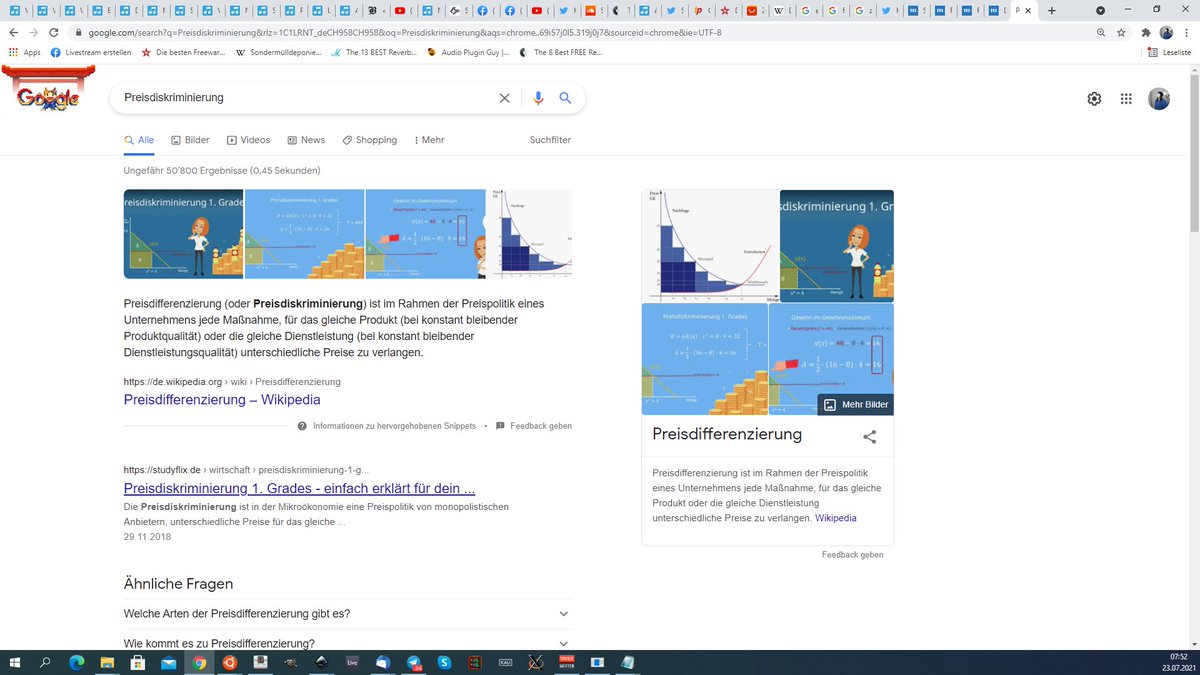 google.com/search?q=Preisdiskriminierung&rlz=1C1LRNT_deCH958CH958&oq=Preisdiskriminierung&aqs=chrome..69i57j0l5.319j0j7&sourceid=chrome&ie=UTF-8
Apps Livestream erstellen Die besten Freewar... Sondermülldeponie... The 13 BEST Reverb... Audio Plugin Guy |... The 8 Best FREE Re... Leseliste
Google
Preisdiskriminierung
Alle Bilder Videos News Shopping Mehr Suchfilter
Ungefähr 50'800 Ergebnisse (0.45 Sekunden)
Preisdifferenzierung (oder Preisdiskriminierung) ist im Rahmen der Preispolitik eines
Unternehmens jede Maßnahme, für das gleiche Produkt (bei konstant bleibender
Produktqualität) oder die gleiche Dienstleistung (bei konstant bleibender
Dienstleistungsqualität) unterschiedliche Preise zu verlangen.
https://de.wikipedia.org › wiki › Preisdifferenzierung
Preisdifferenzierung – Wikipedia
Informationen zu hervorgehobenen Snippets • Feedback geben
https://studyflix.de › wirtschaft › preisdiskriminierung-1-g...
Preisdiskriminierung 1. Grades - einfach erklärt für dein ...
Die Preisdiskriminierung ist in der Mikroökonomie eine Preispolitik von monopolistischen
Anbietern, unterschiedliche Preise für das gleiche ...
29.11.2018
Ähnliche Fragen
Welche Arten der Preisdifferenzierung gibt es?
Wie kommt es zu Preisdifferenzierung?
Mehr Bilder
Preisdifferenzierung
Preisdifferenzierung ist im Rahmen der Preispolitik
eines Unternehmens jede Maßnahme, für das gleiche
Produkt oder die gleiche Dienstleistung
unterschiedliche Preise zu verlangen. Wikipedia
Feedback geben
07:52
23.07.2021